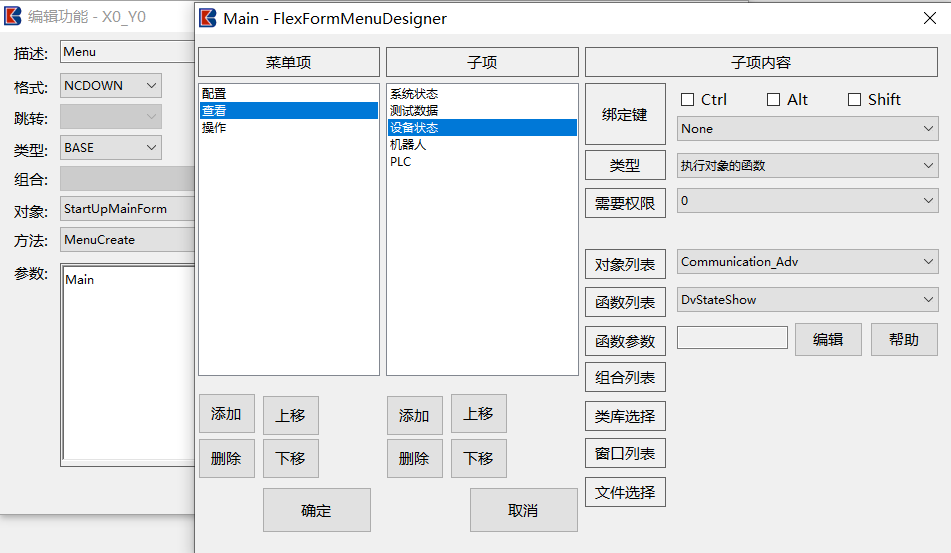 编辑功能 - X0_Y0
描述: Menu
格式: NCDOWN
跳转:
类型: BASE
组合:
对象: StartUpMainForm
方法: MenuCreate
参数: Main
Main - FlexFormMenuDesigner
菜单项
配置
查看
操作
添加 上移
删除 下移
确定
子项
系统状态
测试数据
设备状态
机器人
PLC
添加 上移
删除 下移
取消
子项内容
绑定键 Ctrl Alt Shift
None
类型 执行对象的函数
需要权限 0
对象列表 Communication_Adv
函数列表 DvStateShow
函数参数 编辑 帮助
组合列表
类库选择
窗口列表
文件选择